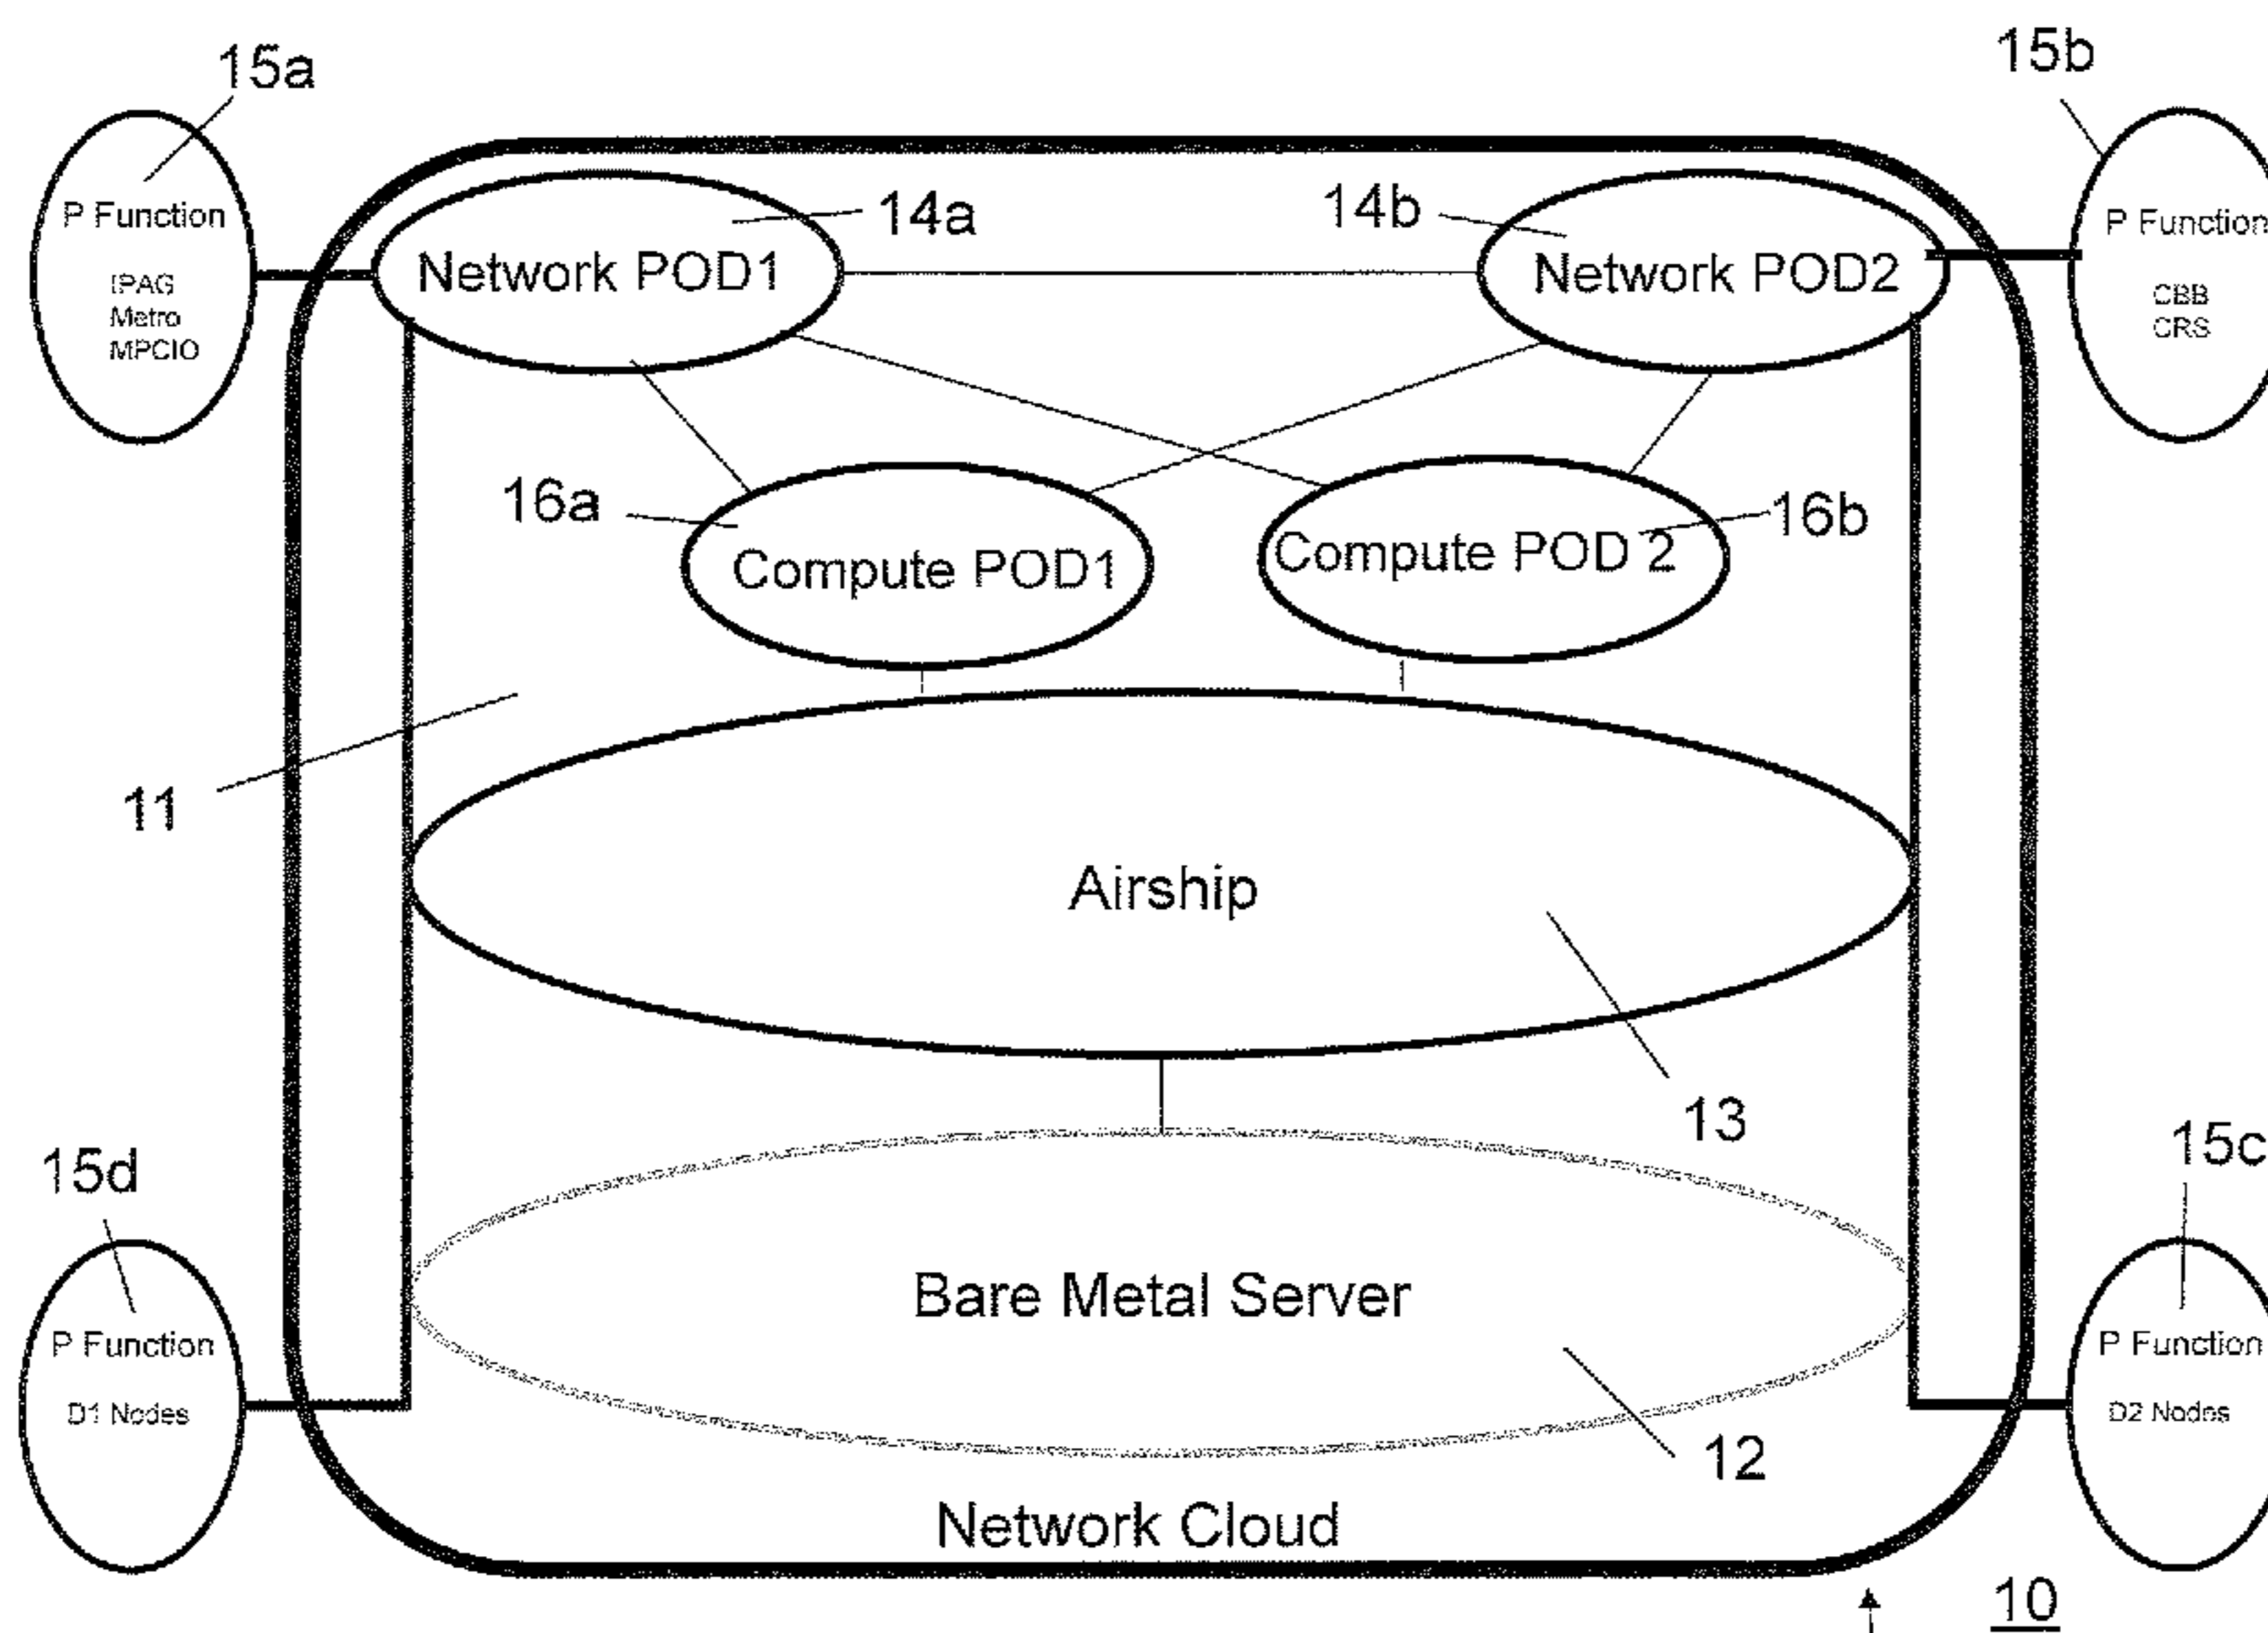 15a
15b
P Function
14a
14b
P Function
Network POD1
Network POD2
IPAG
Metro
MPCIO
CBB
CRS
16a
16b
Compute POD1
Compute POD 2
11
Airship
13
15d
15c
Bare Metal Server
P Function
P Function
D1 Nodes
D2 Nodes
12
Network Cloud
10